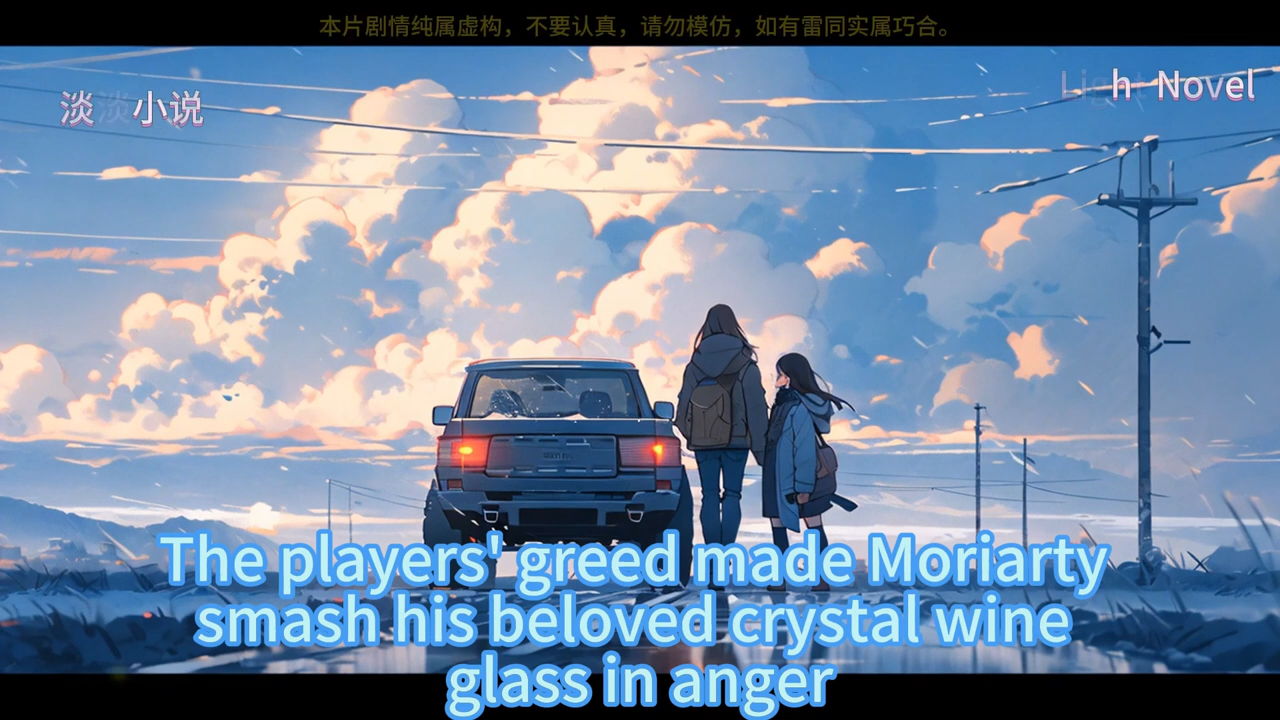 本片剧情纯属虚构，不要认真，请勿模仿，如有雷同实属巧合。
淡淡小说
Light Novel
The players' greed made Moriarty
smash his beloved crystal wine
glass in anger